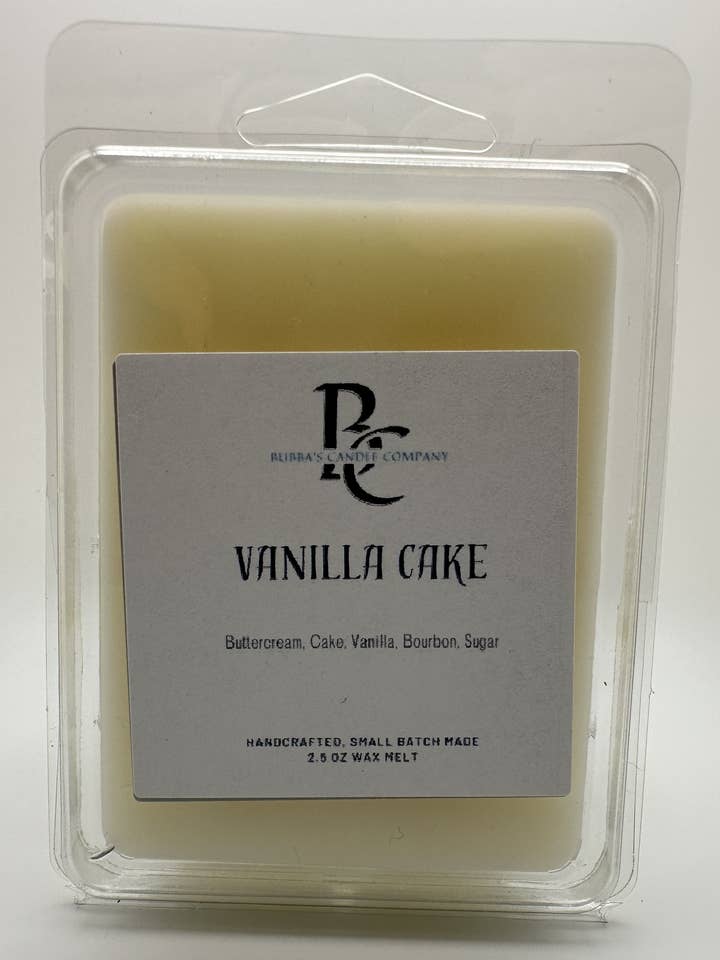 BC
BUBBA'S CANDLE COMPANY
VANILLA CAKE
Buttercream, Cake, Vanilla, Bourbon, Sugar
HANDCRAFTED, SMALL BATCH MADE
2.5 OZ WAX MELT